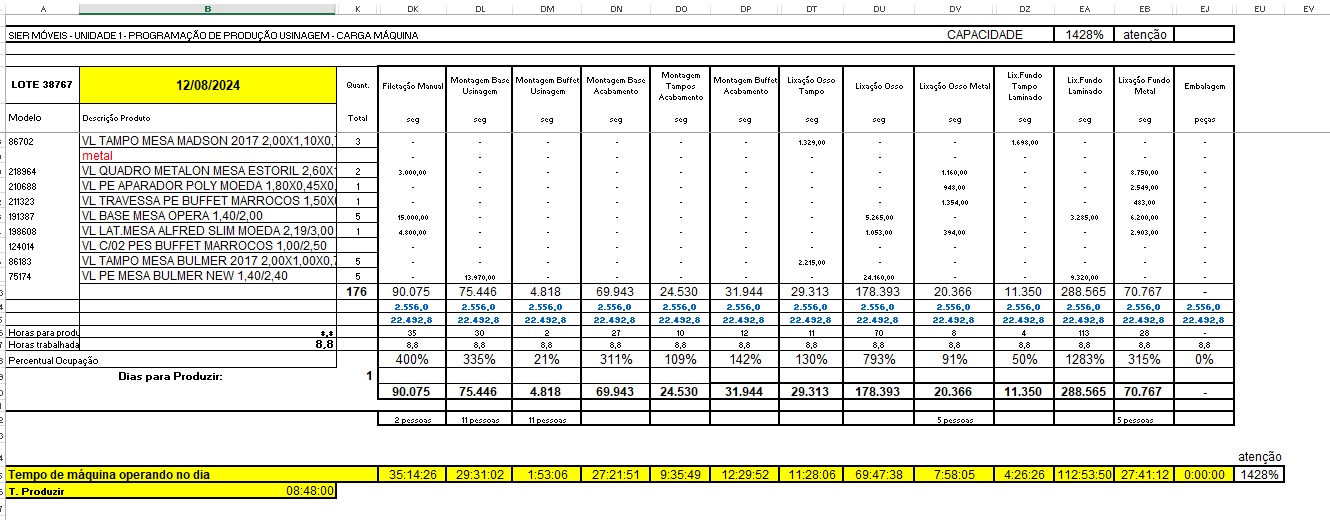 A B K DK DL DM DN DO DP DT DU DV DZ EA EB EJ EU EV
SIER MÓVEIS - UNIDADE 1 - PROGRAMAÇÃO DE PRODUÇÃO USINAGEM - CARGA MÁQUINA CAPACIDADE 1428% atenção
LOTE 38767 12/08/2024 Quant. Filetação Manual Montagem Base Usinagem Montagem Buffet Usinagem Montagem Base Acabamento Montagem Tampos Acabamento Montagem Buffet Acabamento Lixação Osso Tampo Lixação Osso Lixação Osso Metal Lix.Fundo Tampo Laminado Lix.Fundo Laminado Lixação Fundo Metal Embalagem
Modelo Descrição Produto Total seg seg seg seg seg seg seg seg seg seg seg seg peças
86702 VL TAMPO MESA MADSON 2017 2,00X1,10X0, 3 - - - - - - 1.329,00 - - 1.698,00 - - -
metal - - - - - - - - - - - - -
218964 VL QUADRO METALON MESA ESTORIL 2,60X 2 3.000,00 - - - - - - - 1.160,00 - - 8.750,00 -
210688 VL PE APARADOR POLY MOEDA 1,80X0,45X0, 1 - - - - - - - - 948,00 - - 2.549,00 -
211323 VL TRAVESSA PE BUFFET MARROCOS 1,50X 1 - - - - - - - - 1.354,00 - - 483,00 -
191387 VL BASE MESA OPERA 1,40/2,00 5 15.000,00 - - - - - - 5.265,00 - - 3.285,00 6.200,00 -
198608 VL LAT.MESA ALFRED SLIM MOEDA 2,19/3,00 1 4.800,00 - - - - - - 1.053,00 394,00 - - 2.903,00 -
124014 VL C/02 PES BUFFET MARROCOS 1,00/2,50 - - - - - - - - - - - - -
86183 VL TAMPO MESA BULMER 2017 2,00X1,00X0, 5 - - - - - - 2.215,00 - - - - - -
75174 VL PE MESA BULMER NEW 1,40/2,40 5 - 13.970,00 - - - - - 24.160,00 - - 9.320,00 - -
176 90.075 75.446 4.818 69.943 24.530 31.944 29.313 178.393 20.366 11.350 288.565 70.767 -
2.556,0 2.556,0 2.556,0 2.556,0 2.556,0 2.556,0 2.556,0 2.556,0 2.556,0 2.556,0 2.556,0 2.556,0 2.556,0
22.492,8 22.492,8 22.492,8 22.492,8 22.492,8 22.492,8 22.492,8 22.492,8 22.492,8 22.492,8 22.492,8 22.492,8 22.492,8
Horas para produ *,* 35 30 2 27 10 12 11 70 8 4 113 28 -
Horas trabalhada 8,8 8,8 8,8 8,8 8,8 8,8 8,8 8,8 8,8 8,8 8,8 8,8 8,8 8,8
Percentual Ocupação 400% 335% 21% 311% 109% 142% 130% 793% 91% 50% 1283% 315% 0%
Dias para Produzir: 1
90.075 75.446 4.818 69.943 24.530 31.944 29.313 178.393 20.366 11.350 288.565 70.767 -
2 pessoas 11 pessoas 11 pessoas 5 pessoas 5 pessoas
atenção
Tempo de máquina operando no dia 35:14:26 29:31:02 1:53:06 27:21:51 9:35:49 12:29:52 11:28:06 69:47:38 7:58:05 4:26:26 112:53:50 27:41:12 0:00:00 1428%
T. Produzir 08:48:00